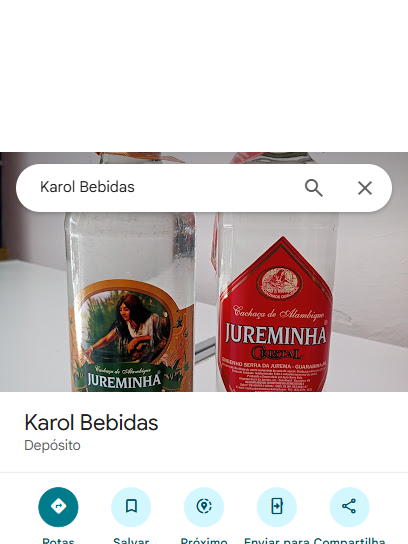 Karol Bebidas
Cachaça de Alambique
JUREMINHA
Cachaça de Alambique
JUREMINHA
CRISTAL
ENGENHO SERRA DA JUREMA - GUARABIRA
Karol Bebidas
Depósito
Rotas
Salvar
Próximo
Enviar para
Compartilha